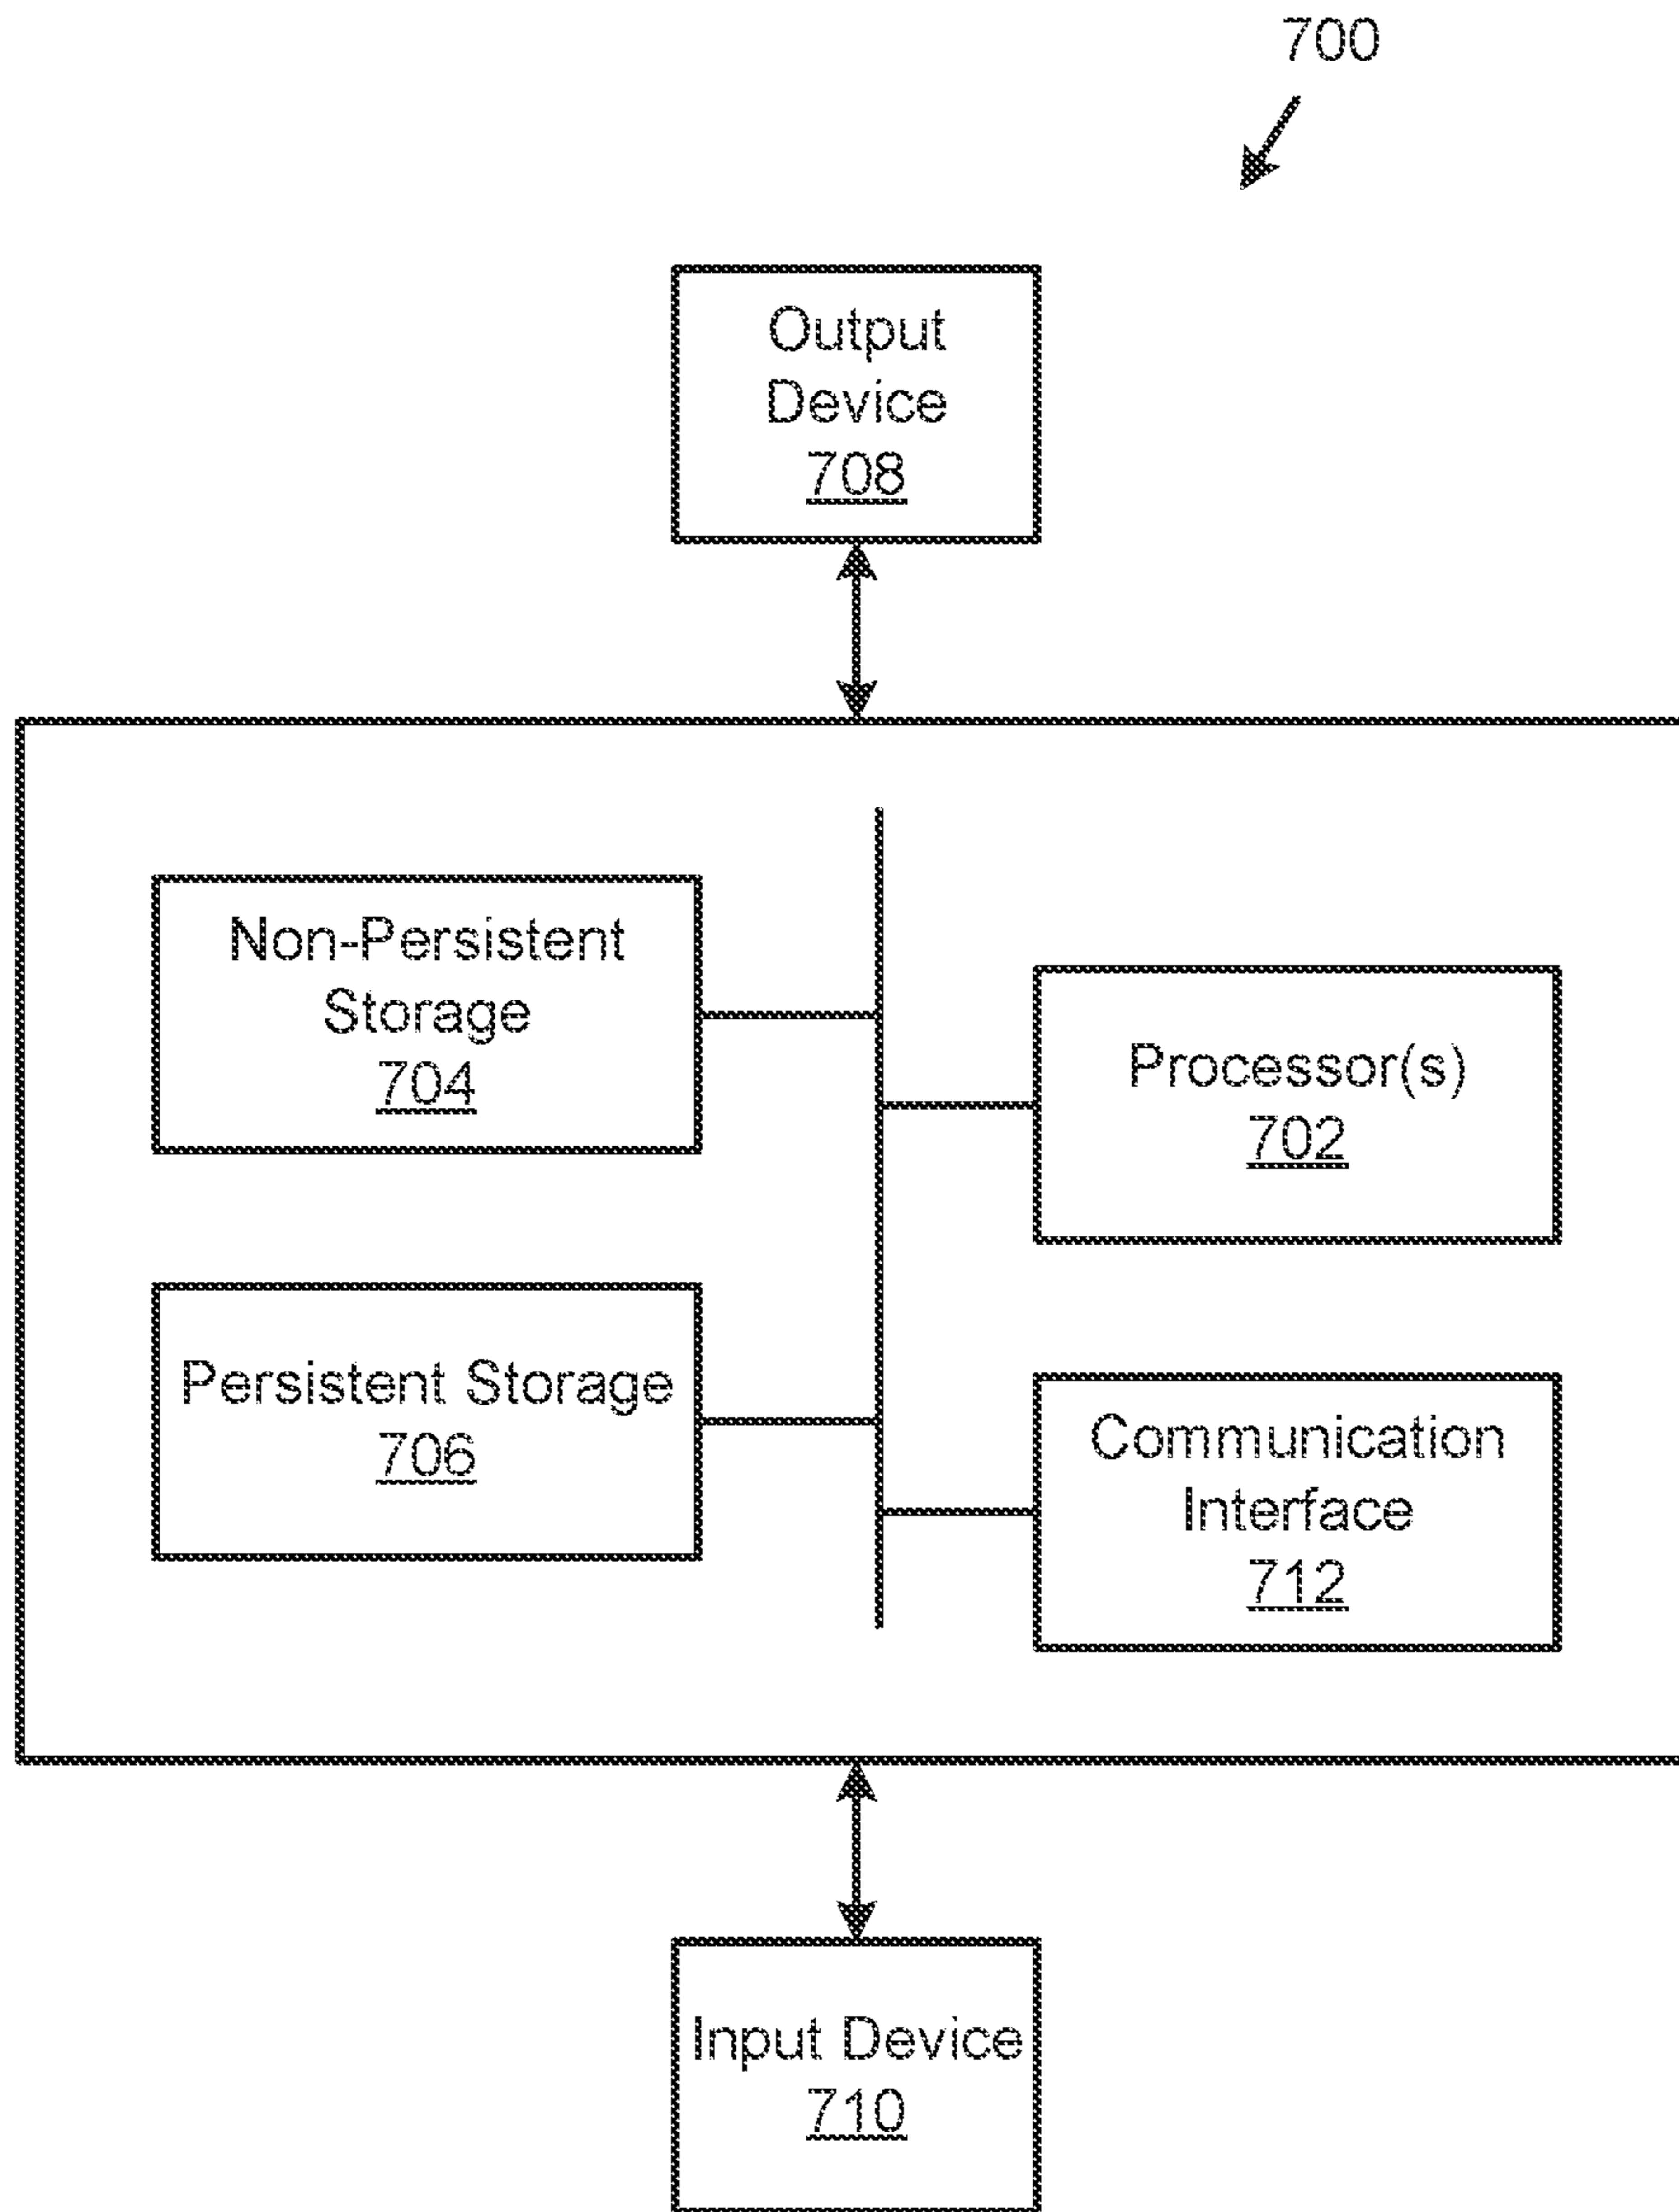 700
Output
Device
708
Non-Persistent
Storage
704
Processor(s)
702
Persistent Storage
706
Communication
Interface
712
Input Device
710